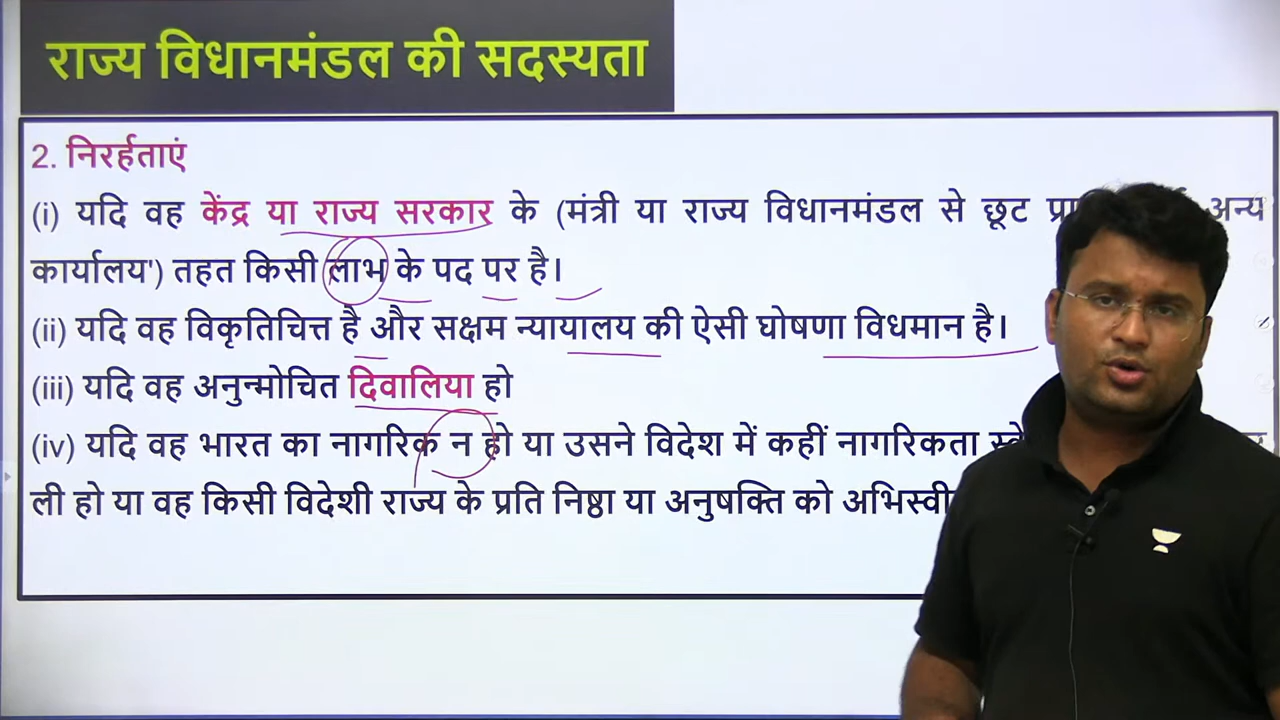 राज्य विधानमंडल की सदस्यता
2. निरर्हताएं
(i) यदि वह केंद्र या राज्य सरकार के (मंत्री या राज्य विधानमंडल से छूट अन्य
कार्यालय') तहत किसी लाभ के पद पर है।
(ii) यदि वह विकृतिचित्त है और सक्षम न्यायालय की ऐसी घोषणा विधमान है।
(iii) यदि वह अनुन्मोचित दिवालिया हो
(iv) यदि वह भारत का नागरिक न हो या उसने विदेश में कहीं नागरिकता
ली हो या वह किसी विदेशी राज्य के प्रति निष्ठा या अनुषक्ति को